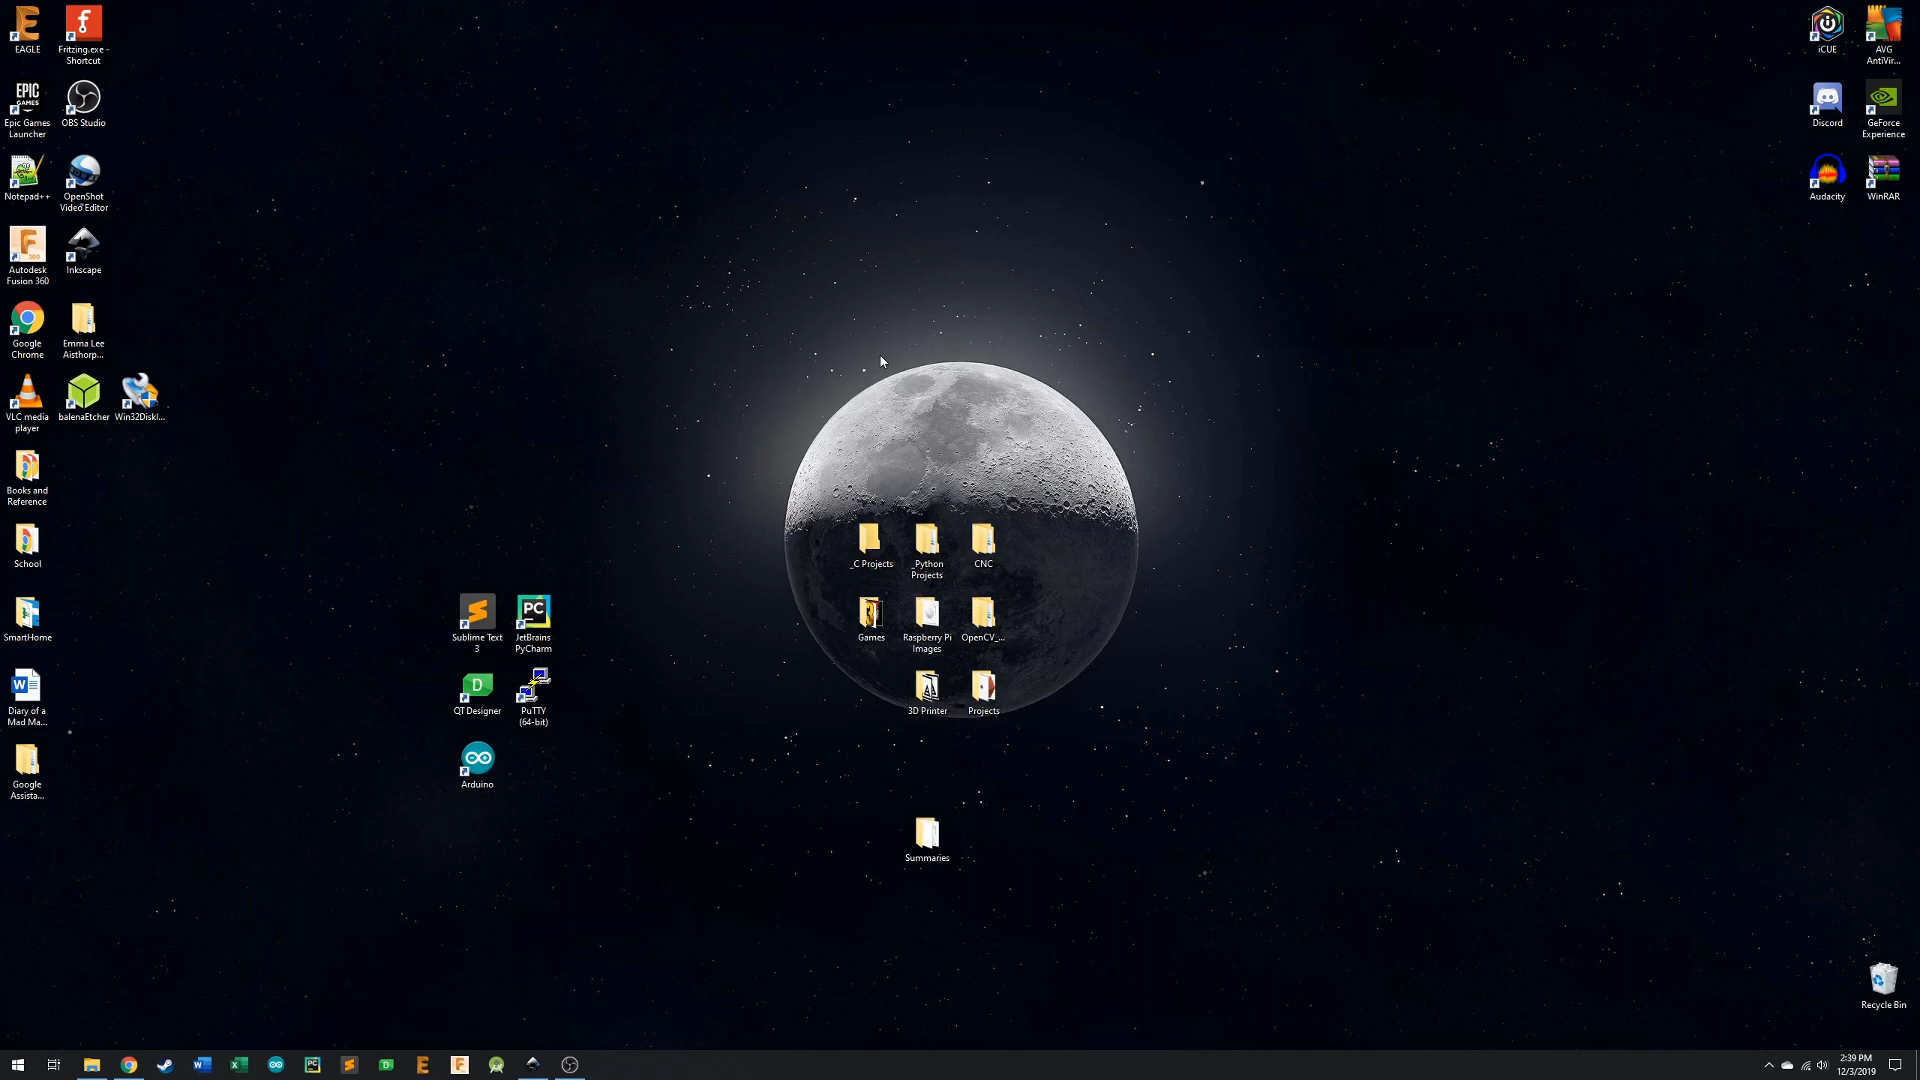 EAGLE
Fritzing.exe -
Shortcut
EPIC
GAMES
Epic Games
Launcher
OBS Studio
Notepad++
OpenShot
Video Editor
360
Autodesk
Fusion 360
Inkscape
Google
Chrome
Emma Lee
Aisthorp...
VLC media
player
balenaEtcher
Win32DiskI...
Books and
Reference
School
SmartHome
Diary of a
Mad Ma...
Google
Assista...
Sublime Text
3
PC
JetBrains
PyCharm
D
QT Designer
PuTTY
(64-bit)
Arduino
_C Projects
_Python
Projects
CNC
Games
Raspberry Pi
Images
OpenCV_...
3D Printer
Projects
Summaries
iCUE
AVG
AntiVir...
Discord
GeForce
Experience
Audacity
WinRAR
Recycle Bin
2:39 PM
12/3/2019